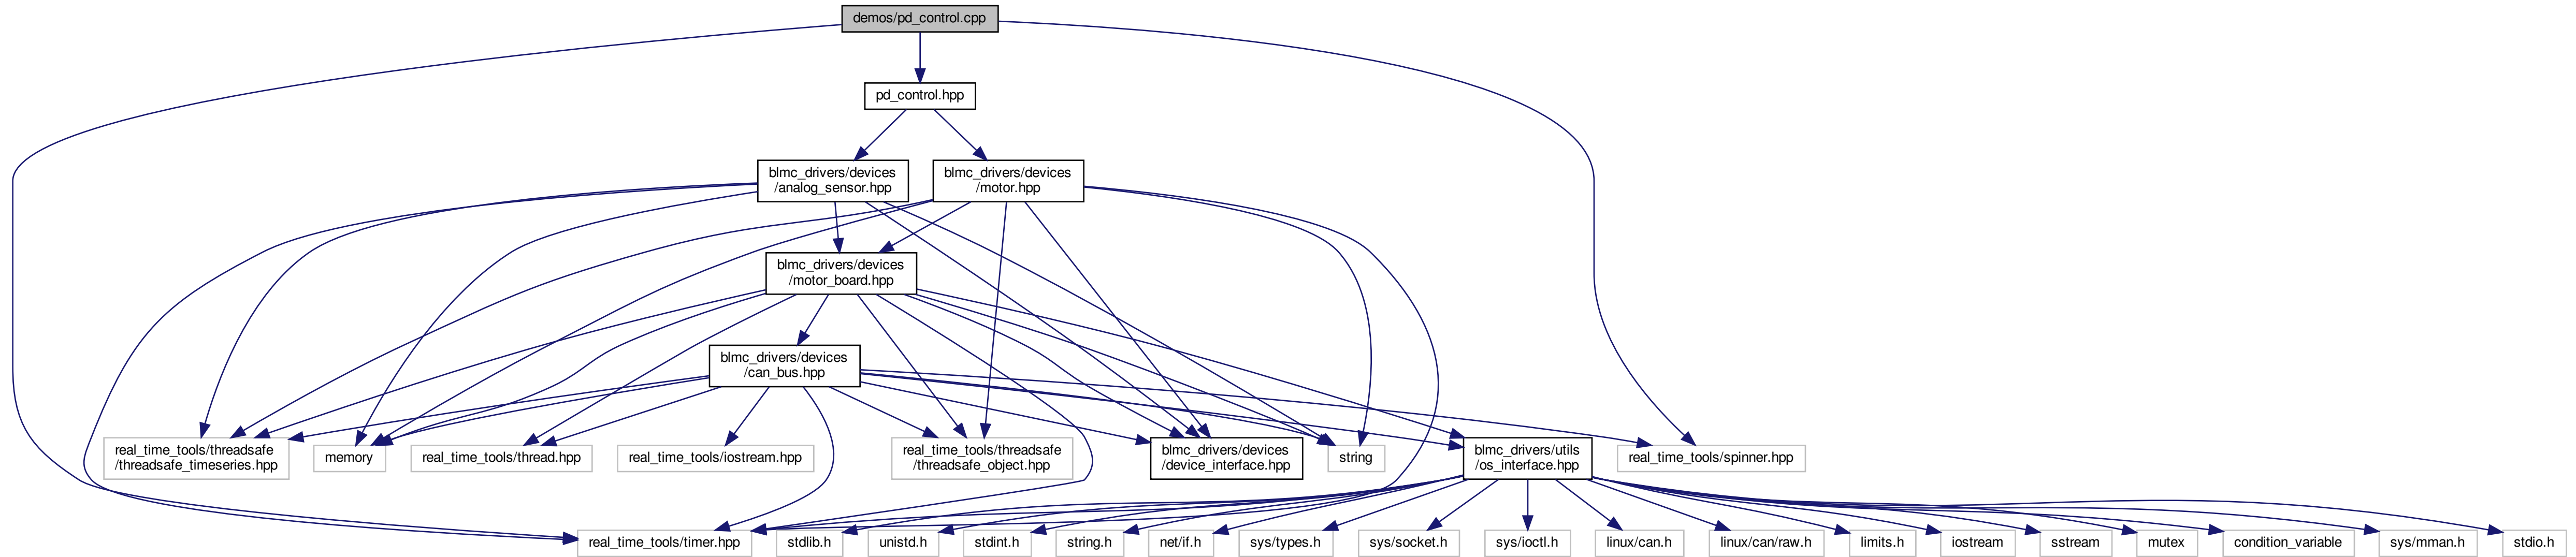 demos/pd_control.cpp
pd_control.hpp
blmc_drivers/devices
/analog_sensor.hpp
blmc_drivers/devices
/motor.hpp
blmc_drivers/devices
/motor_board.hpp
blmc_drivers/devices
/can_bus.hpp
real_time_tools/threadsafe
/threadsafe_timeseries.hpp
memory
real_time_tools/thread.hpp
real_time_tools/iostream.hpp
real_time_tools/threadsafe
/threadsafe_object.hpp
blmc_drivers/devices
/device_interface.hpp
string
blmc_drivers/utils
/os_interface.hpp
real_time_tools/spinner.hpp
real_time_tools/timer.hpp
stdlib.h
unistd.h
stdint.h
string.h
net/if.h
sys/types.h
sys/socket.h
sys/ioctl.h
linux/can.h
linux/can/raw.h
limits.h
iostream
sstream
mutex
condition_variable
sys/mman.h
stdio.h